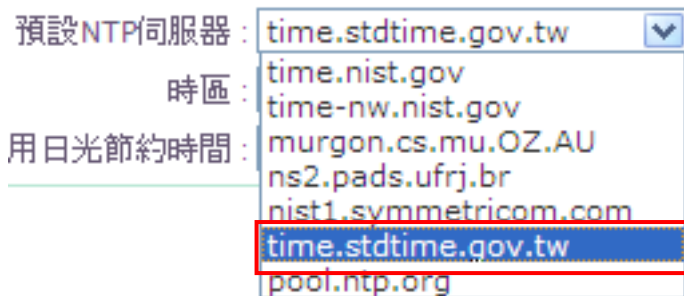 預設NTP伺服器 : time.stdtime.gov.tw
time.nist.gov
時區 :
time-nw.nist.gov
用日光節約時間 : murgon.cs.mu.OZ.AU
ns2.pads.ufrj.br
nist1.symmetricom.com
time.stdtime.gov.tw
pool.ntp.org